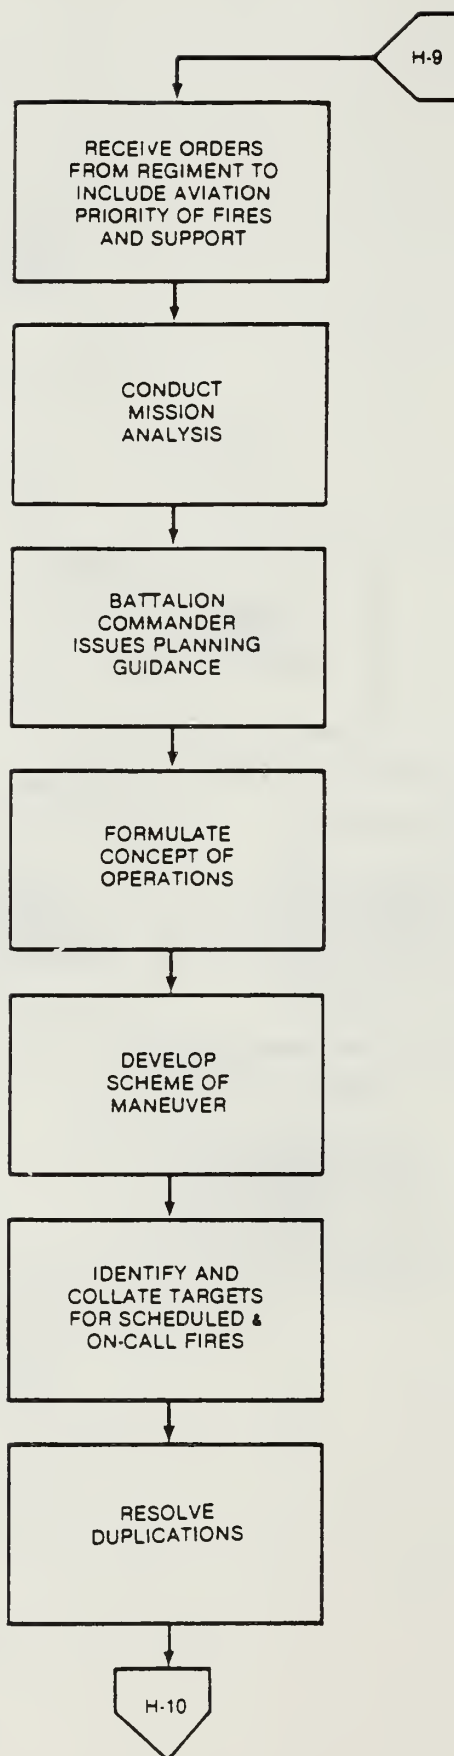 H-9
RECEIVE ORDERS
FROM REGIMENT TO
INCLUDE AVIATION
PRIORITY OF FIRES
AND SUPPORT
CONDUCT
MISSION
ANALYSIS
BATTALION
COMMANDER
ISSUES PLANNING
GUIDANCE
FORMULATE
CONCEPT OF
OPERATIONS
DEVELOP
SCHEME OF
MANEUVER
IDENTIFY AND
COLLATE TARGETS
FOR SCHEDULED &
ON-CALL FIRES
RESOLVE
DUPLICATIONS
H-10